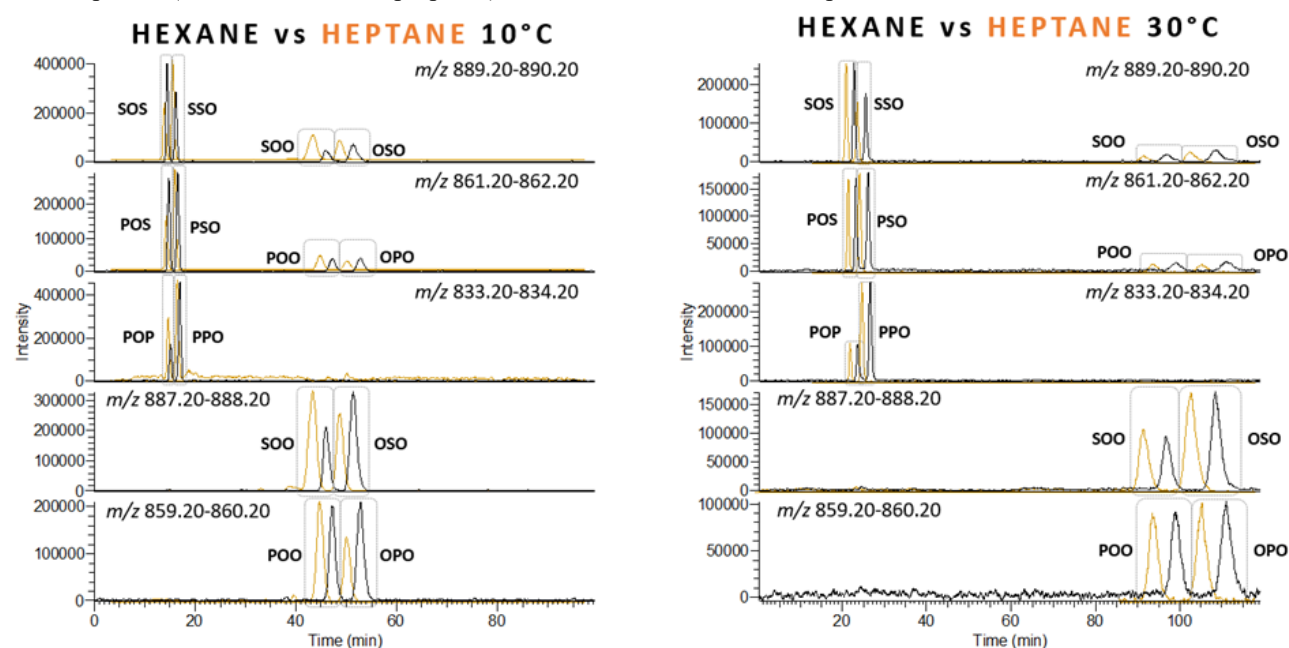 HEXANE vs HEPTANE 10°C
m/z 889.20-890.20
400000
200000
0
SOS
SSO
SOO
OSO
m/z 861.20-862.20
200000
100000
0
POS
PSO
POO
OPO
m/z 833.20-834.20
400000
200000
0
POP
PPO
Intensity
m/z 887.20-888.20
300000
200000
100000
0
SOO
OSO
m/z 859.20-860.20
200000
100000
0
POO
OPO
0 20 40 60 80
Time (min)
HEXANE vs HEPTANE 30°C
m/z 889.20-890.20
200000
100000
0
SOS
SSO
SOO
OSO
m/z 861.20-862.20
150000
100000
50000
0
POS
PSO
POO
OPO
m/z 833.20-834.20
200000
100000
0
POP
PPO
Intensity
m/z 887.20-888.20
150000
100000
50000
0
SOO
OSO
m/z 859.20-860.20
100000
50000
0
POO
OPO
20 40 60 80 100
Time (min)